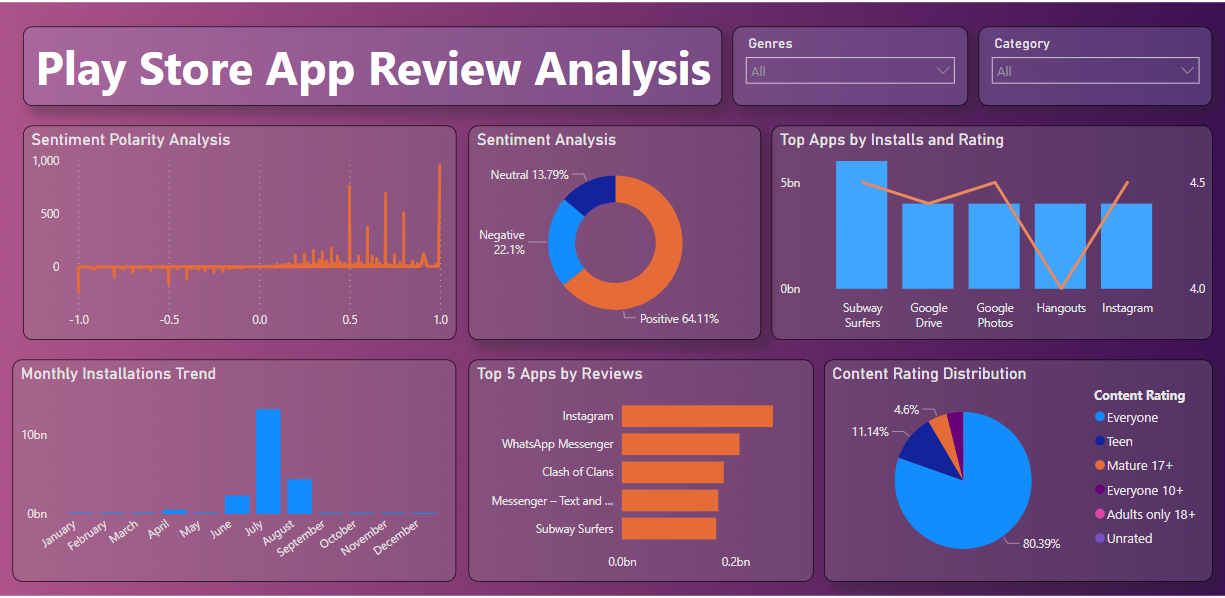 Play Store App Review Analysis
Genres
All
Category
All
Sentiment Polarity Analysis
1,000
500
0
-1.0
-0.5
0.0
0.5
1.0
Sentiment Analysis
Neutral 13.79%
Negative
22.1%
Positive 64.11%
Top Apps by Installs and Rating
5bn
0bn
4.5
4.0
Subway
Surfers
Google
Drive
Google
Photos
Hangouts
Instagram
Monthly Installations Trend
10bn
0bn
January
February
March
April
May
June
July
August
September
October
November
December
Top 5 Apps by Reviews
Instagram
WhatsApp Messenger
Clash of Clans
Messenger – Text and ...
Subway Surfers
0.0bn
0.2bn
Content Rating Distribution
4.6%
11.14%
80.39%
Content Rating
Everyone
Teen
Mature 17+
Everyone 10+
Adults only 18+
Unrated